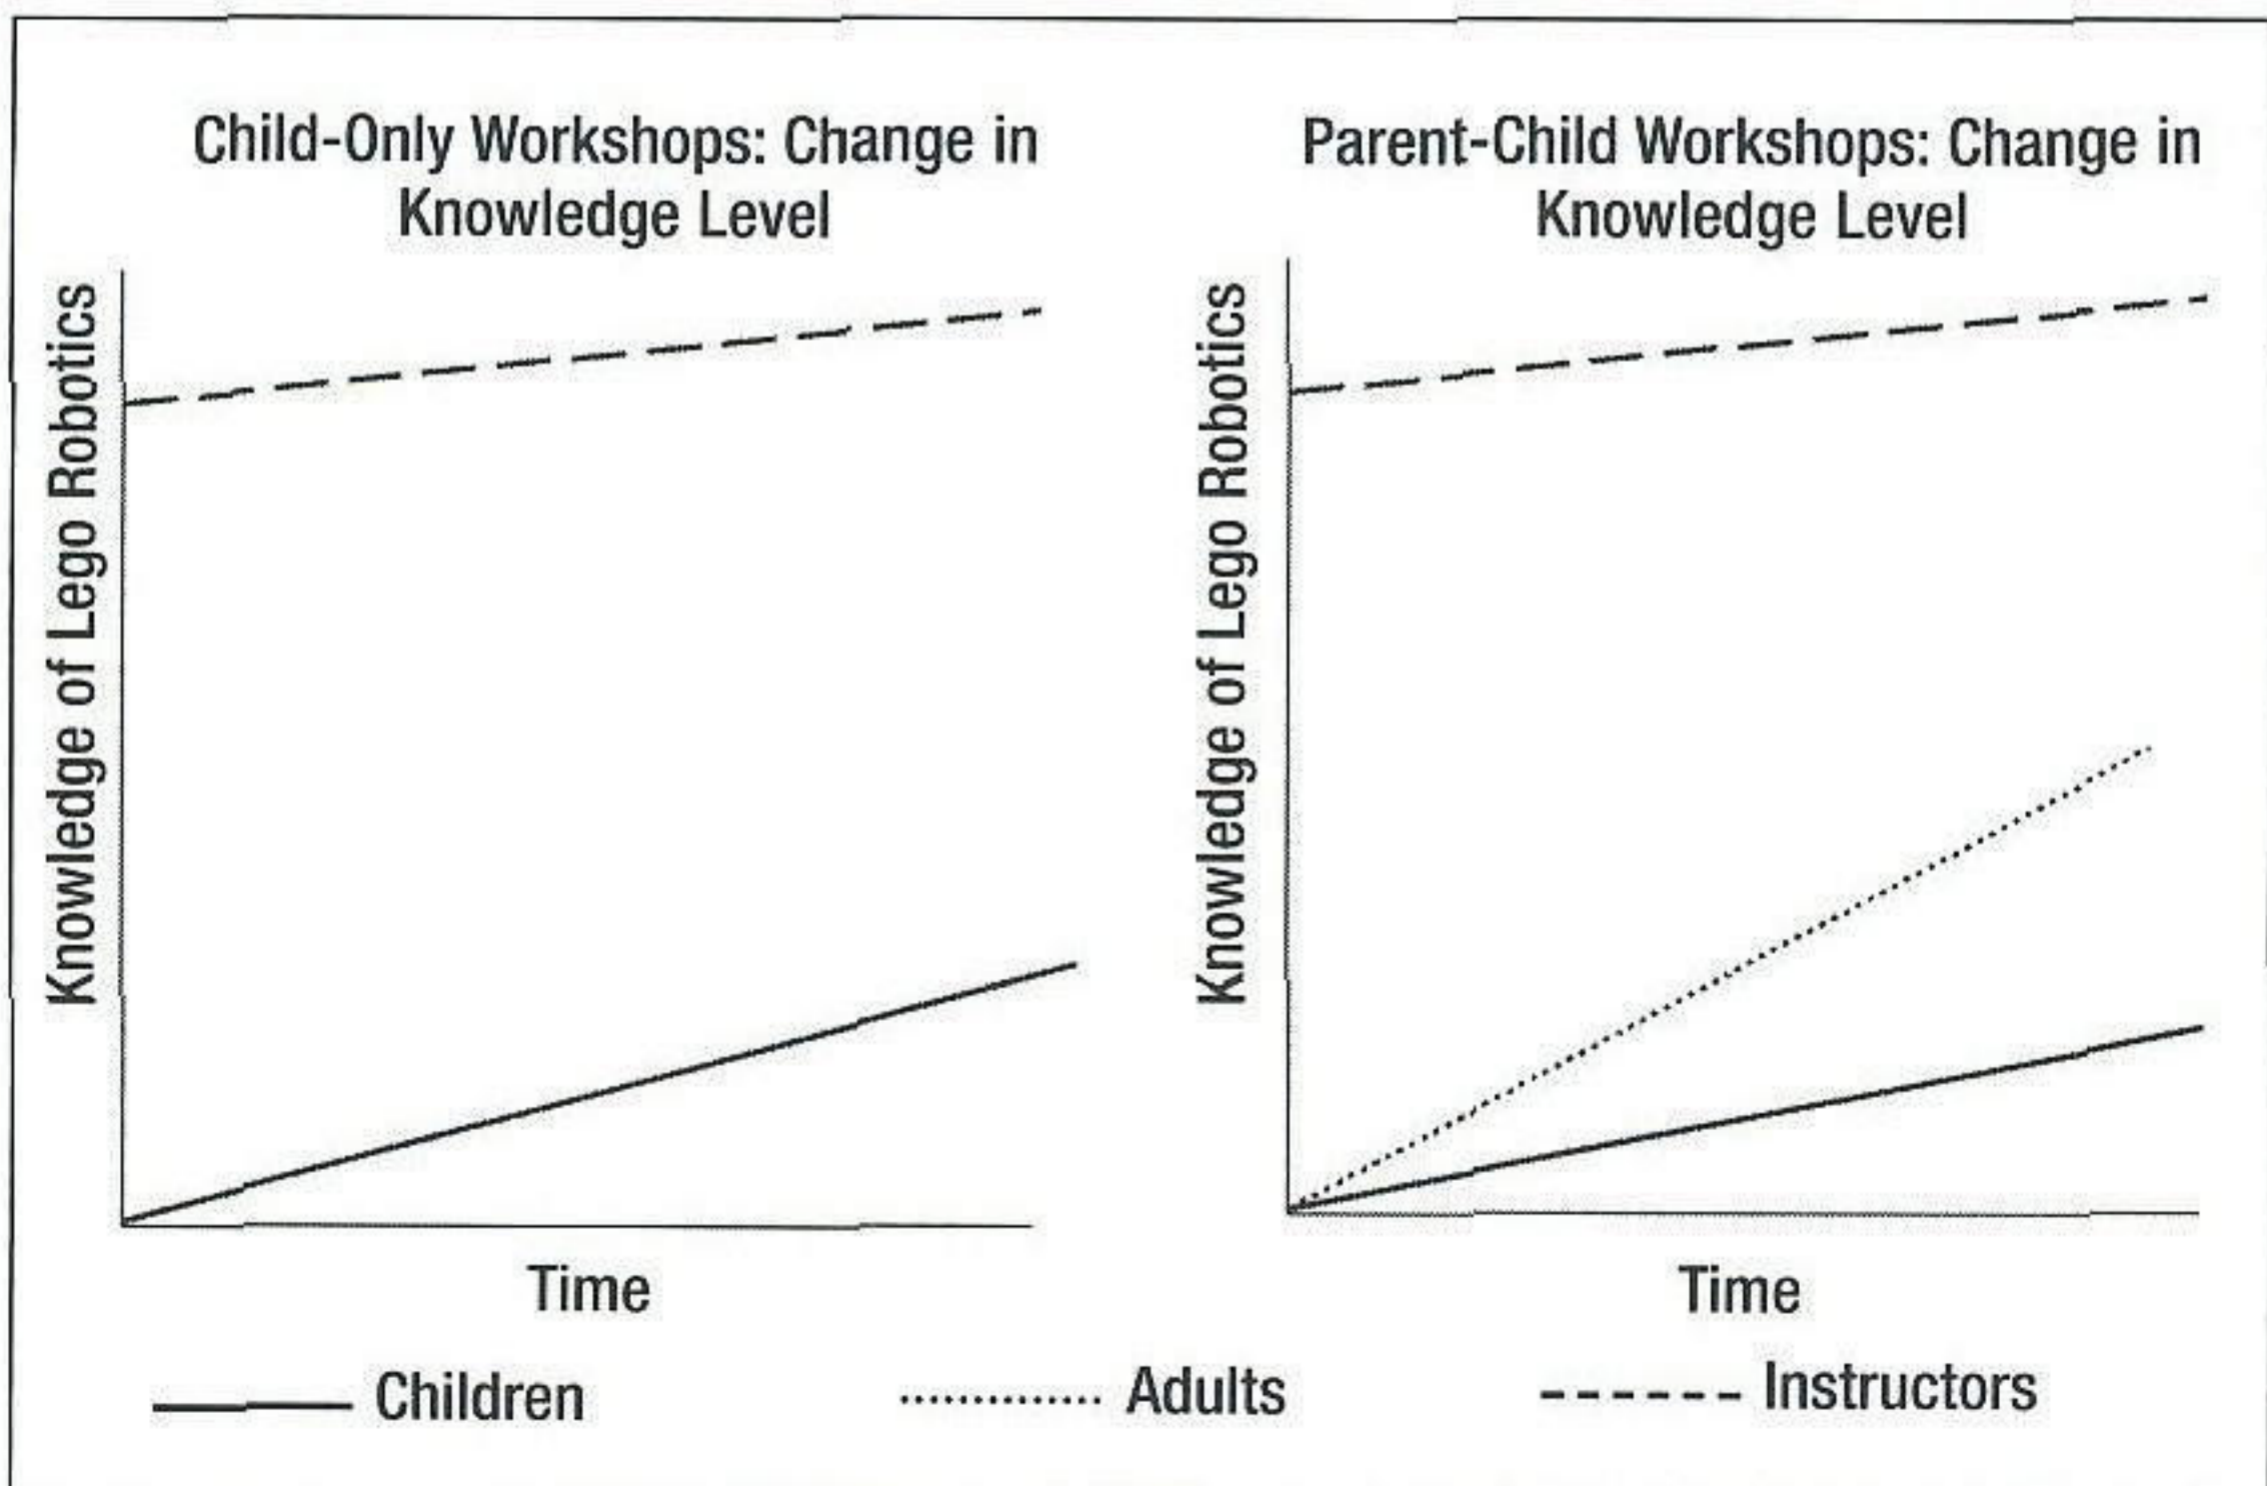 Child-Only Workshops: Change in
Knowledge Level
Knowledge of Lego Robotics
Time
Parent-Child Workshops: Change in
Knowledge Level
Knowledge of Lego Robotics
Time
Children
Adults
Instructors